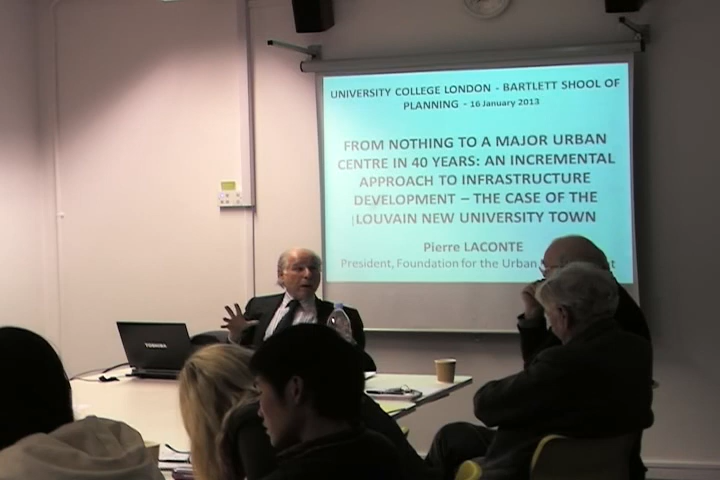 UNIVERSITY COLLEGE LONDON - BARTLETT SHOOL OF
PLANNING - 16 January 2013
FROM NOTHING TO A MAJOR URBAN
CENTRE IN 40 YEARS: AN INCREMENTAL
APPROACH TO INFRASTRUCTURE
DEVELOPMENT – THE CASE OF THE
LOUVAIN NEW UNIVERSITY TOWN
Pierre LACONTE
President, Foundation for the Urban
TOSHIBA